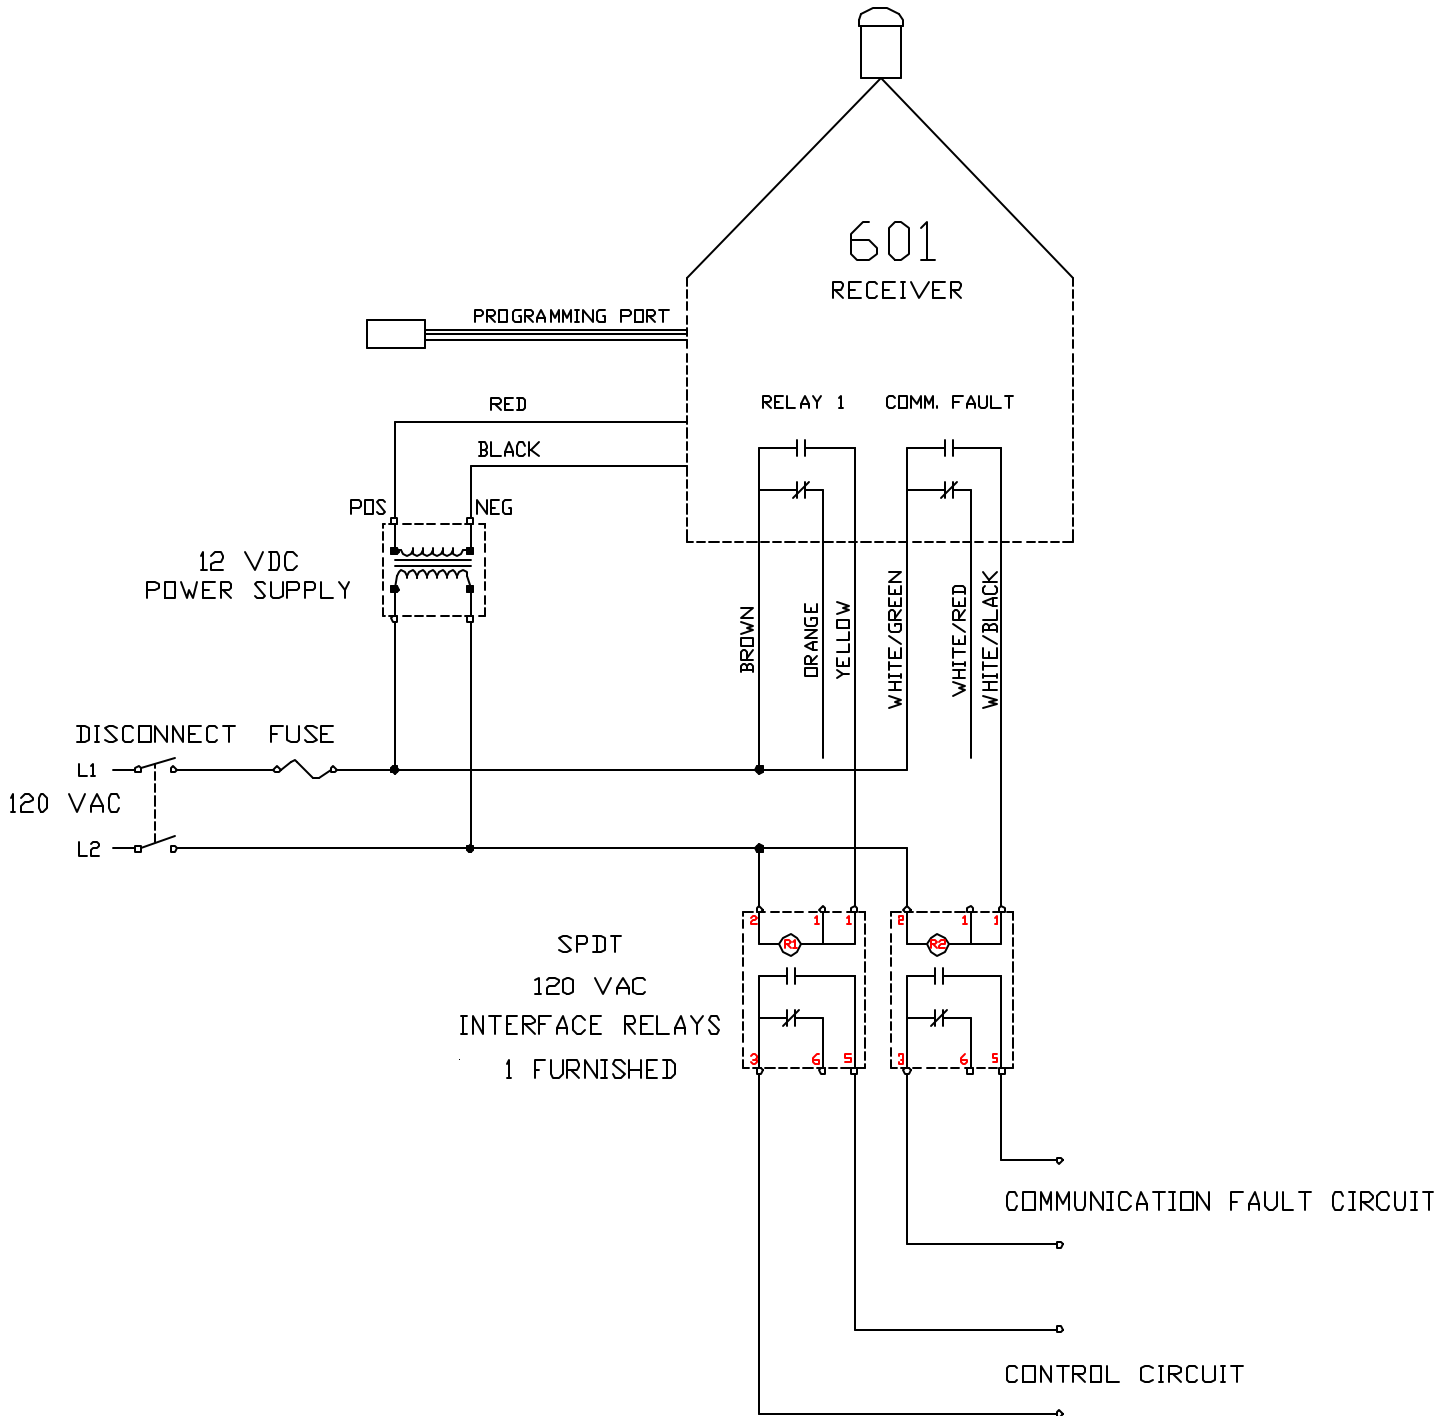 601
RECEIVER
PROGRAMMING PORT
RELAY 1
COMM. FAULT
RED
BLACK
POS
NEG
12 VDC
POWER SUPPLY
BROWN
ORANGE
YELLOW
WHITE/GREEN
WHITE/RED
WHITE/BLACK
DISCONNECT
FUSE
L1
120 VAC
L2
2
1
1
R1
2
1
1
R2
SPDT
120 VAC
INTERFACE RELAYS
1 FURNISHED
3
6
5
3
6
5
COMMUNICATION FAULT CIRCUIT
CONTROL CIRCUIT